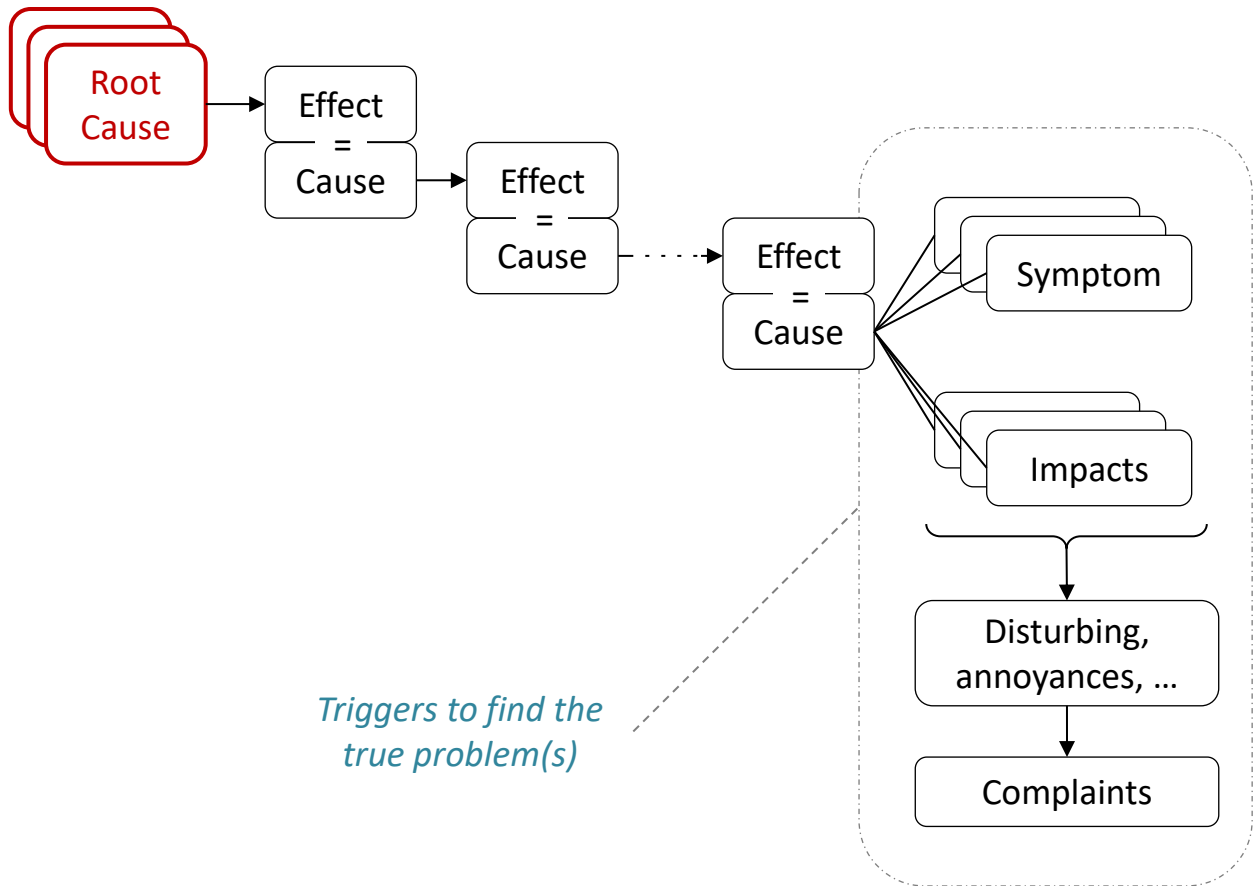 Root
Cause
Effect
=
Cause
Effect
=
Cause
Effect
=
Cause
Symptom
Impacts
Disturbing,
annoyances, ...
Complaints
Triggers to find the
true problem(s)